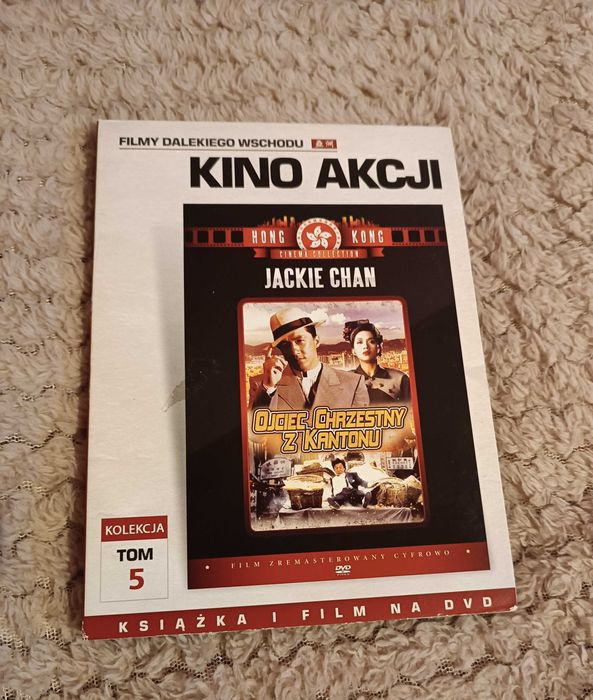 FILMY DALEKIEGO WSCHODU
KINO AKCJI
HONG KONG
CINEMA COLLECTION
JACKIE CHAN
OJCIEC CHRZESTNY
Z KANTONU
KOLEKCJA
TOM
5
FILM ZREMASTEROWANY CYFROWO
DVD
KSIĄŻKA I FILM NA DVD